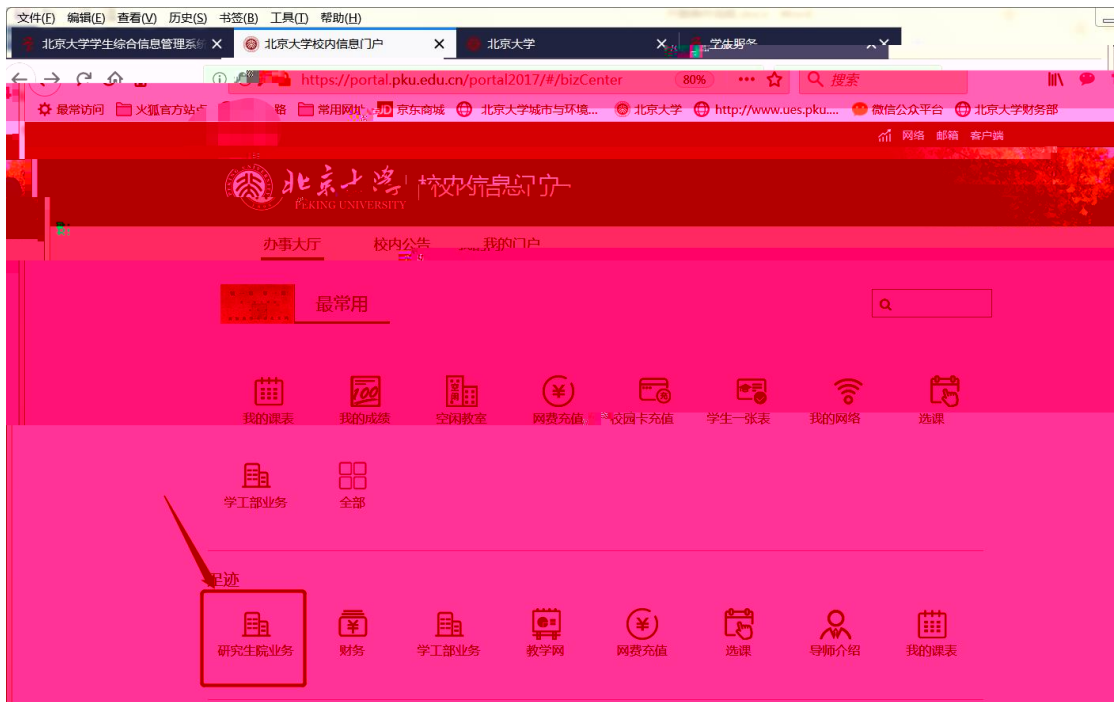 文件(F) 编辑(E) 查看(V) 历史(S) 书签(B) 工具(T) 帮助(H)
北京大学学生综合信息管理系统 北京大学校内信息门户 北京大学 学生服务
https://portal.pku.edu.cn/portal2017/#/bizCenter 80% 搜索
最常访问 火狐官方站点 常用网址 JD 京东商城 北京大学城市与环境... 北京大学 http://www.ues.pku.... 微信公众平台 北京大学财务部
网络 邮箱 客户端
北京大学 校内信息门户
PEKING UNIVERSITY
办事大厅 校内公告 我的门户
最常用
我的课表 我的成绩 空闲教室 网费充值 校园卡充值 学生一张表 我的网络 选课
学工部业务 全部
足迹
研究生院业务 财务 学工部业务 教学网 网费充值 选课 导师介绍 我的课表